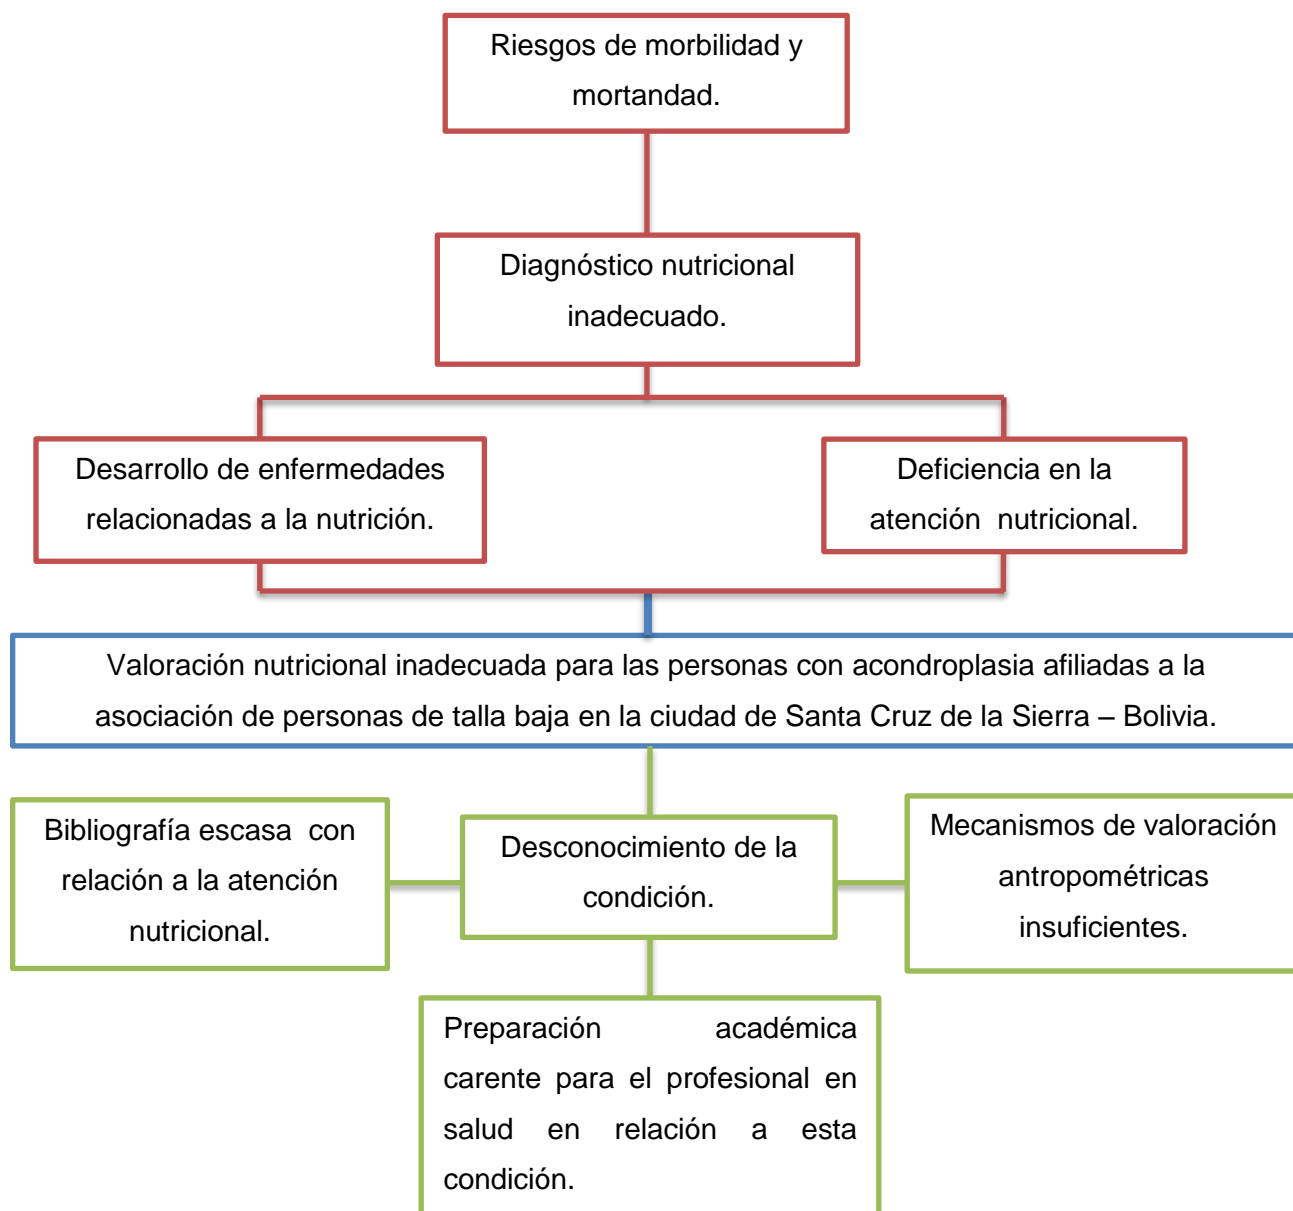 Riesgos de morbilidad y
mortandad.
Diagnóstico nutricional
inadecuado.
Desarrollo de enfermedades
relacionadas a la nutrición.
Deficiencia en la
atención  nutricional.
Valoración nutricional inadecuada para las personas con acondroplasia afiliadas a la
asociación de personas de talla baja en la ciudad de Santa Cruz de la Sierra – Bolivia.
Bibliografía escasa  con
relación a la atención
nutricional.
Desconocimiento de la
condición.
Mecanismos de valoración
antropométricas
insuficientes.
Preparación académica
carente para el profesional en
salud en relación a esta
condición.